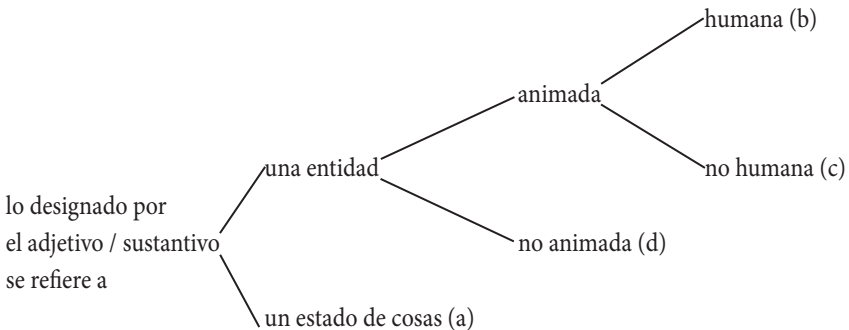 humana (b)
animada
una entidad
no humana (c)
lo designado por
el adjetivo / sustantivo
no animada (d)
se refiere a
un estado de cosas (a)